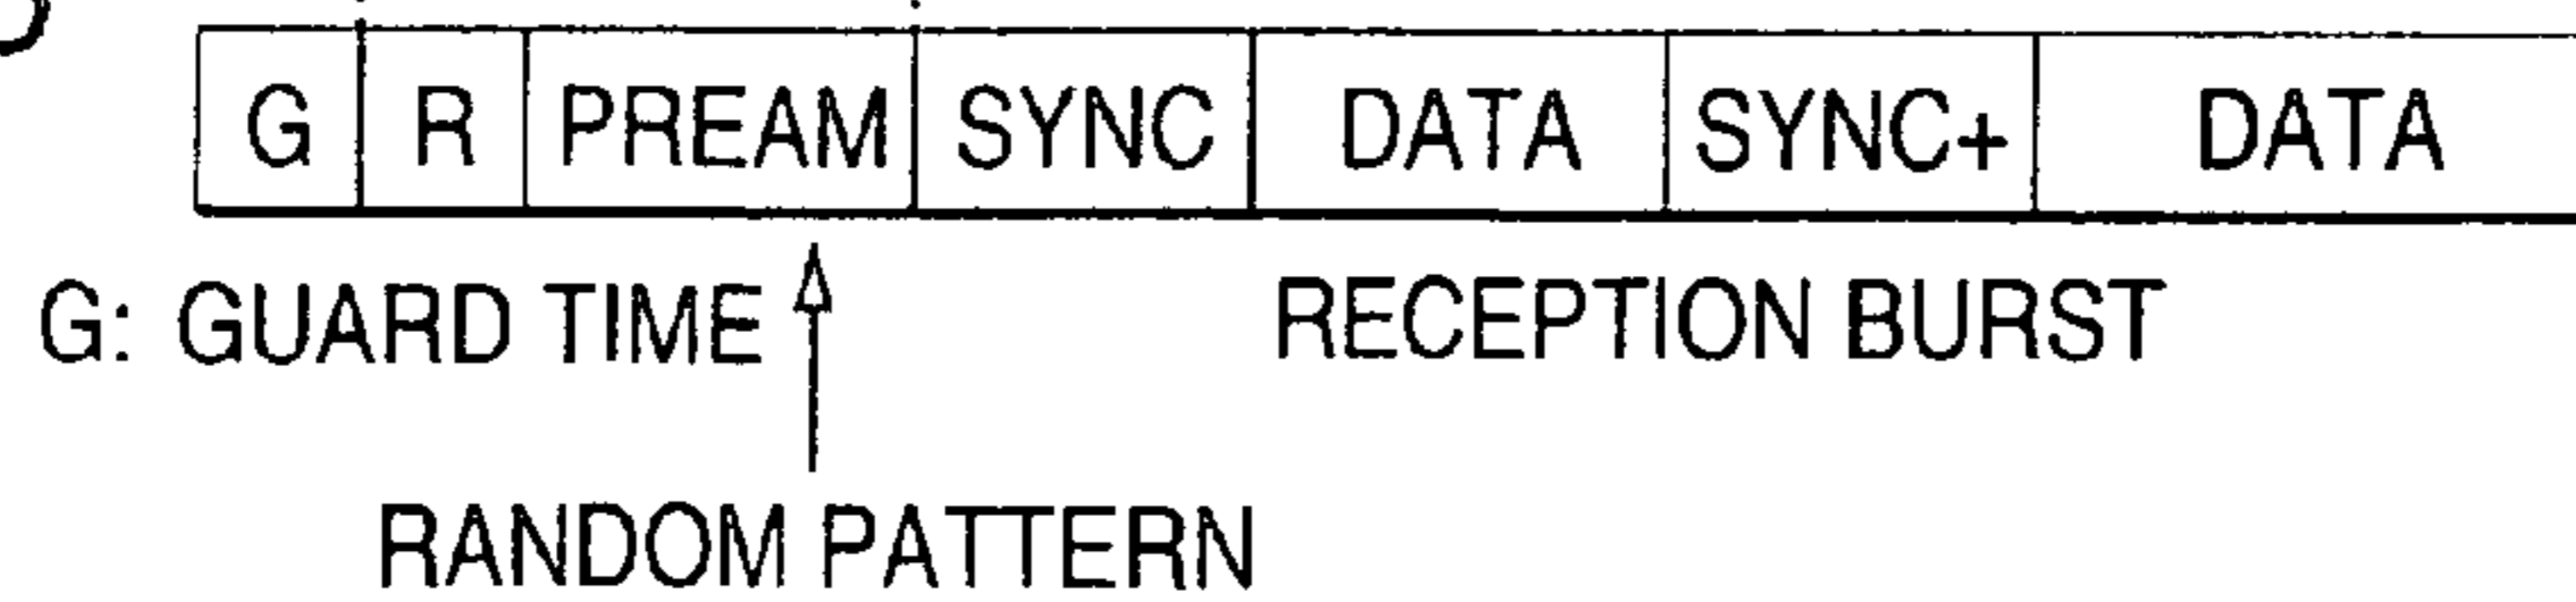 G R PREAM SYNC DATA SYNC+ DATA
G: GUARD TIME RECEPTION BURST
RANDOM PATTERN